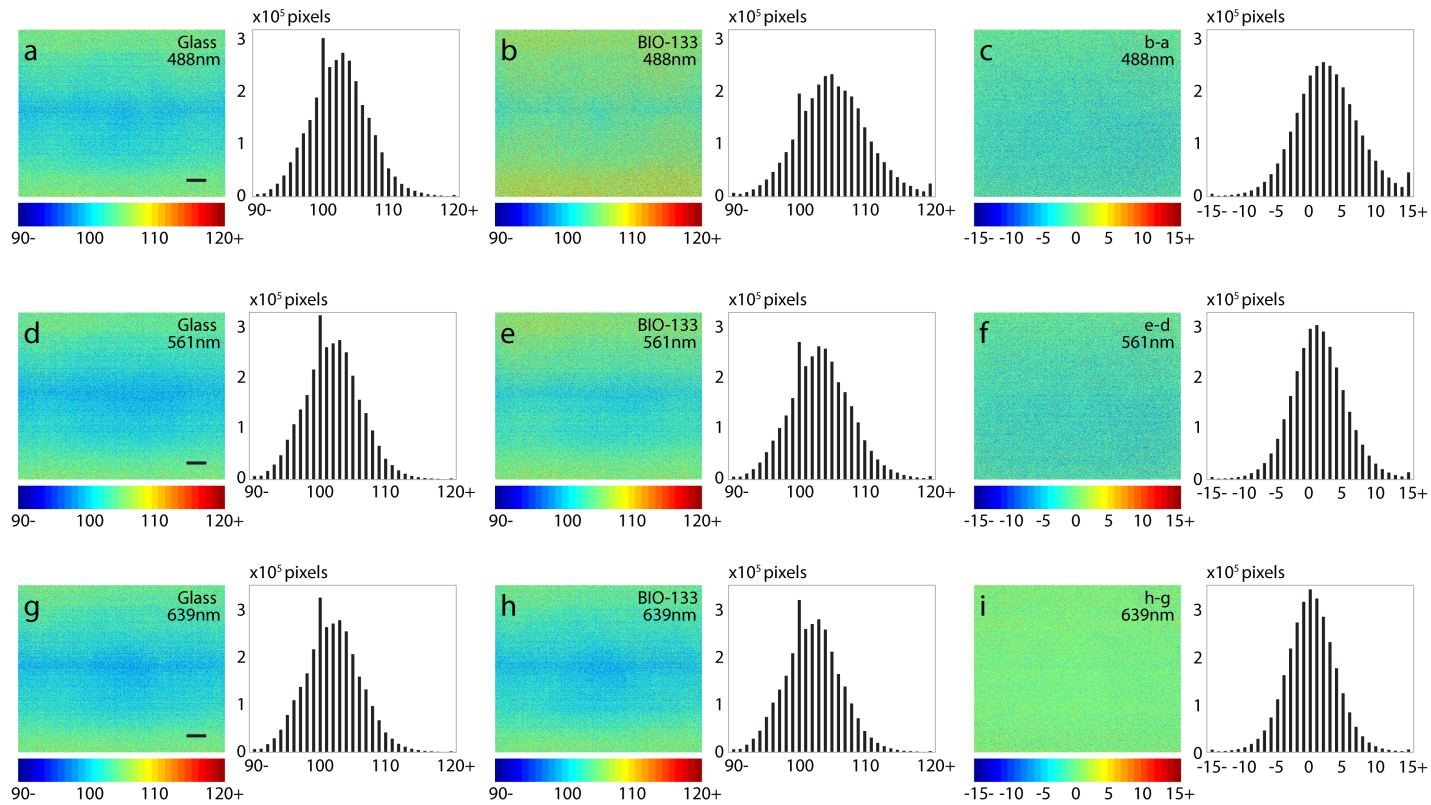 x10⁵ pixels x10⁵ pixels x10⁵ pixels
a Glass 3 b BIO-133 3 c b-a 3
488nm 488nm 488nm
2 2 2
1 1 1
0 0 0
90- 100 110 120+ 90- 100 110 120+ -15- -10 -5 0 5 10 15+
90- 100 110 120+ 90- 100 110 120+ -15- -10 -5 0 5 10 15+
x10⁵ pixels x10⁵ pixels x10⁵ pixels
d Glass 3 e BIO-133 3 f e-d 3
561nm 561nm 561nm
2 2 2
1 1 1
0 0 0
90- 100 110 120+ 90- 100 110 120+ -15- -10 -5 0 5 10 15+
90- 100 110 120+ 90- 100 110 120+ -15- -10 -5 0 5 10 15+
x10⁵ pixels x10⁵ pixels x10⁵ pixels
g Glass 3 h BIO-133 3 i h-g 3
639nm 639nm 639nm
2 2 2
1 1 1
0 0 0
90- 100 110 120+ 90- 100 110 120+ -15- -10 -5 0 5 10 15+
90- 100 110 120+ 90- 100 110 120+ -15- -10 -5 0 5 10 15+